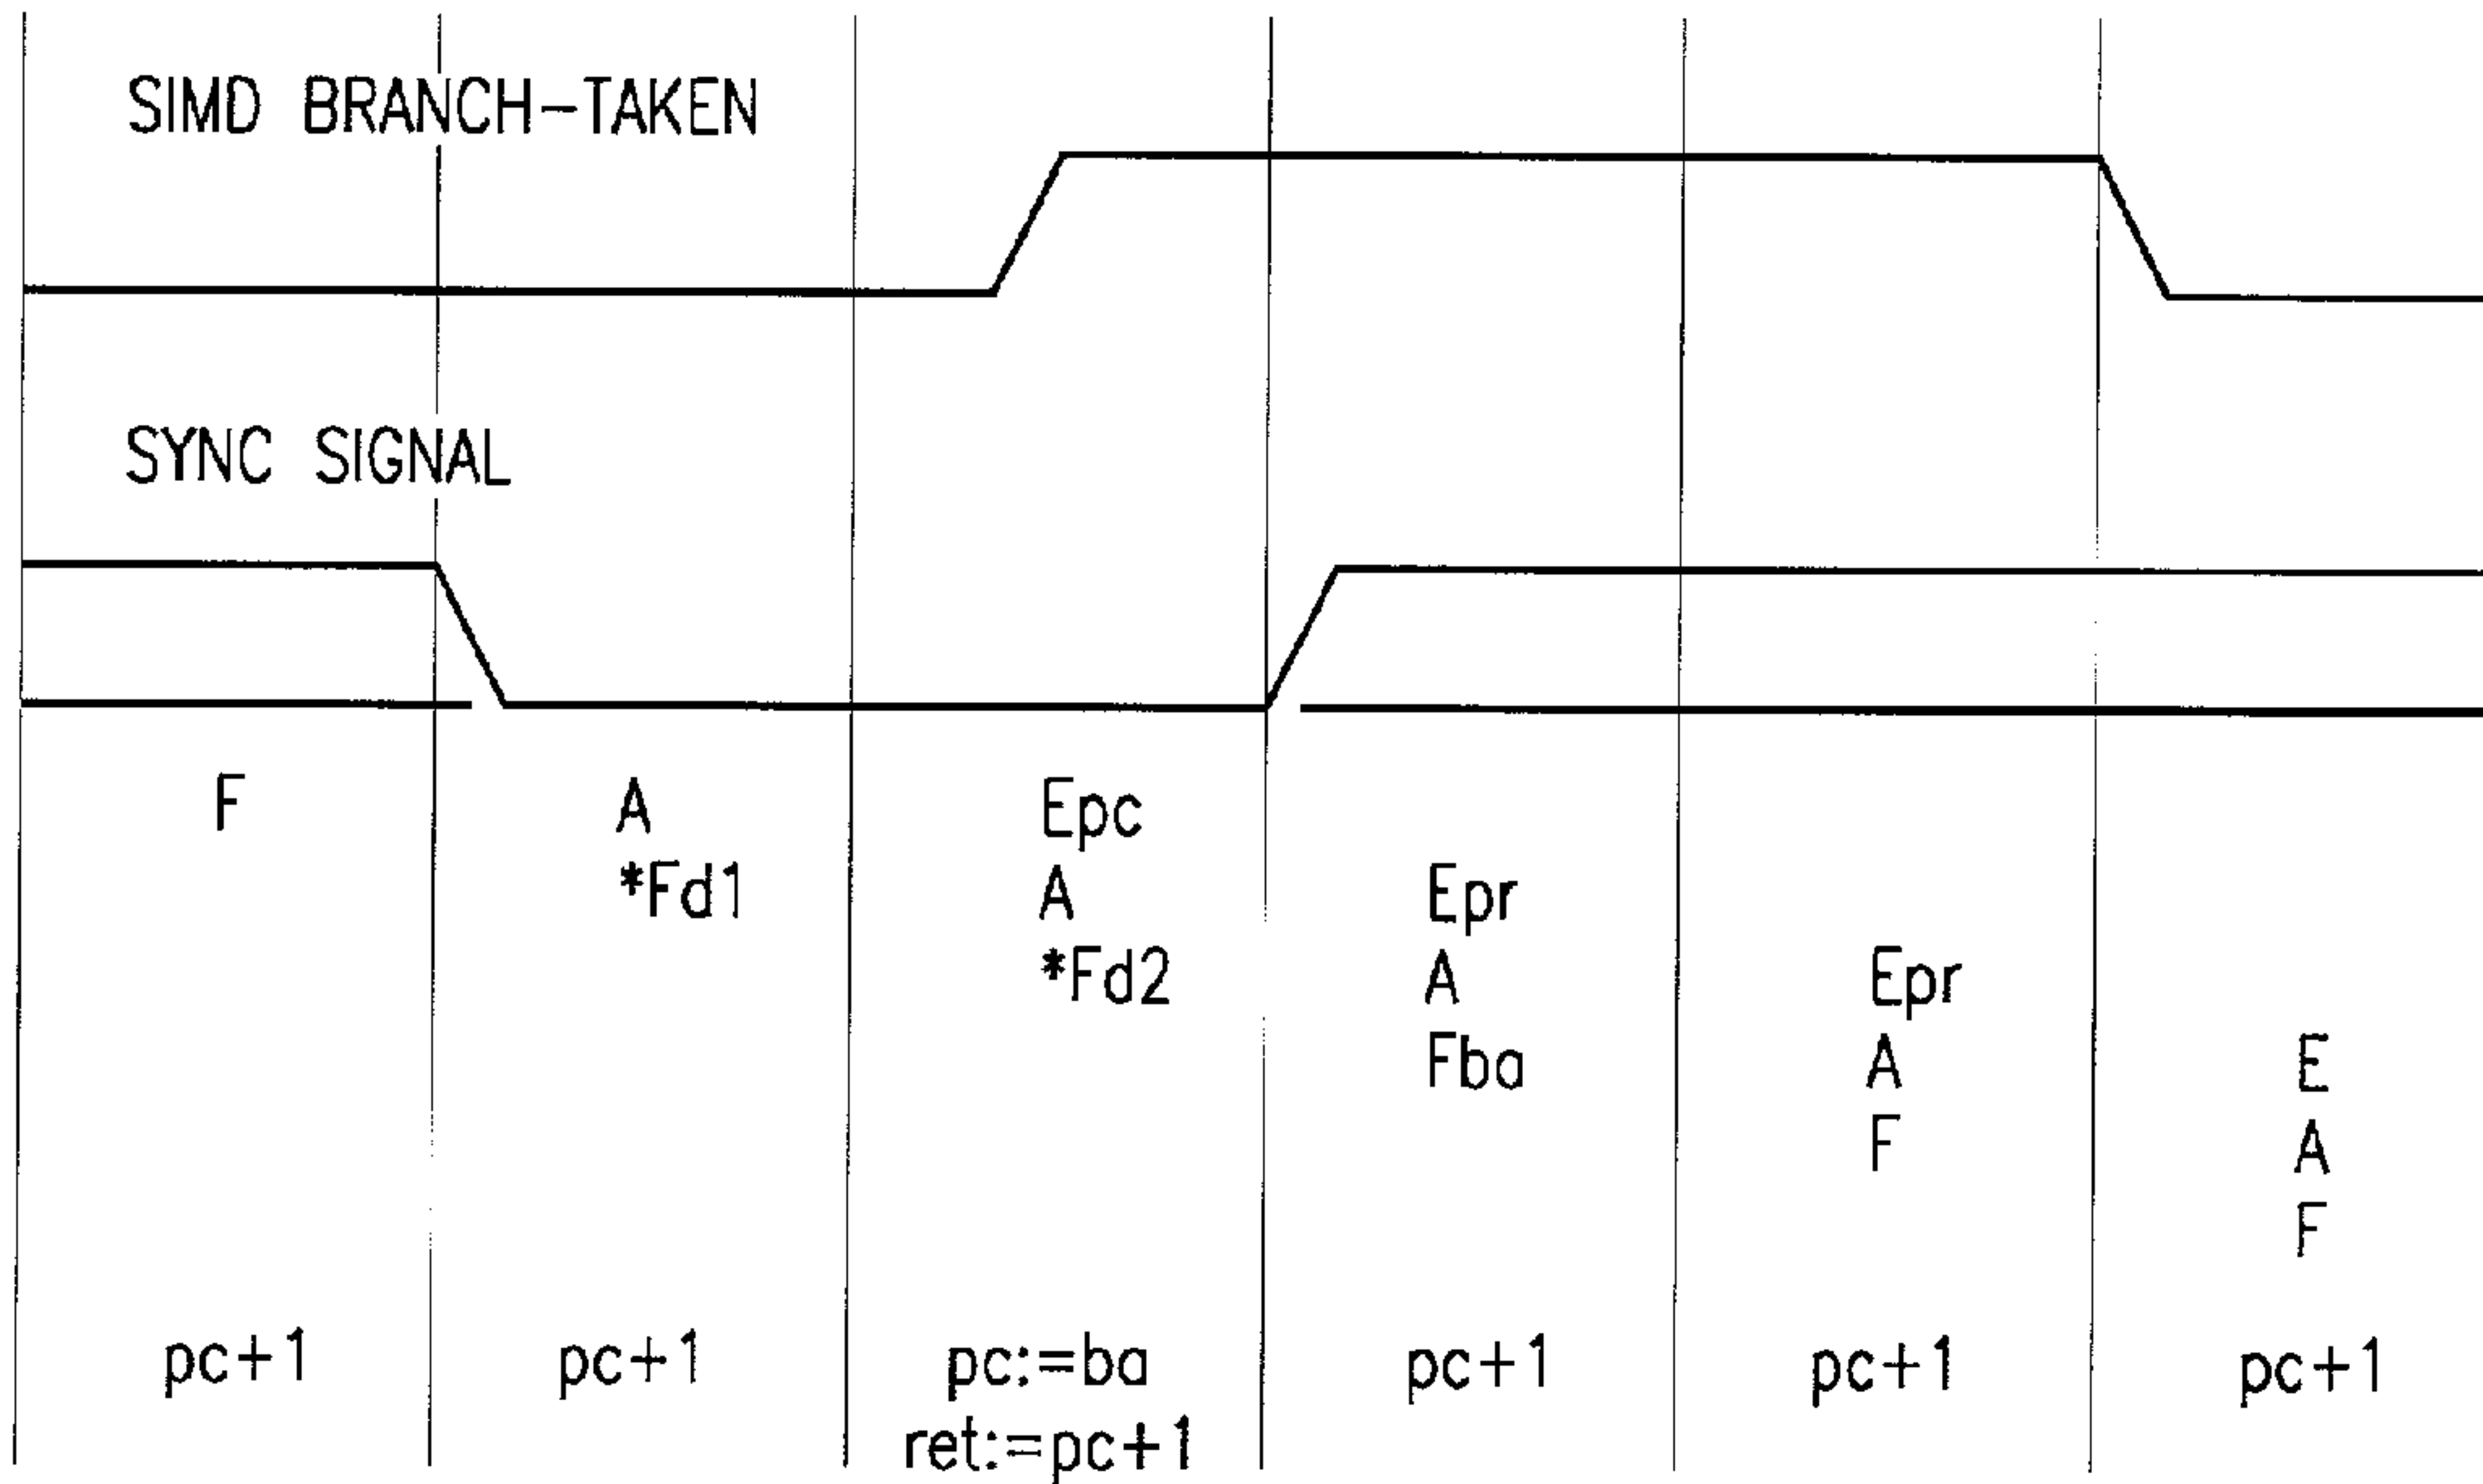 SIMD BRANCH-TAKEN
SYNC SIGNAL
F A Epc
*Fd1 A Epr
*Fd2 A Epr
Fba A E
F A
F
pc+1 pc+1 pc:=ba pc+1 pc+1 pc+1
ret:=pc+1